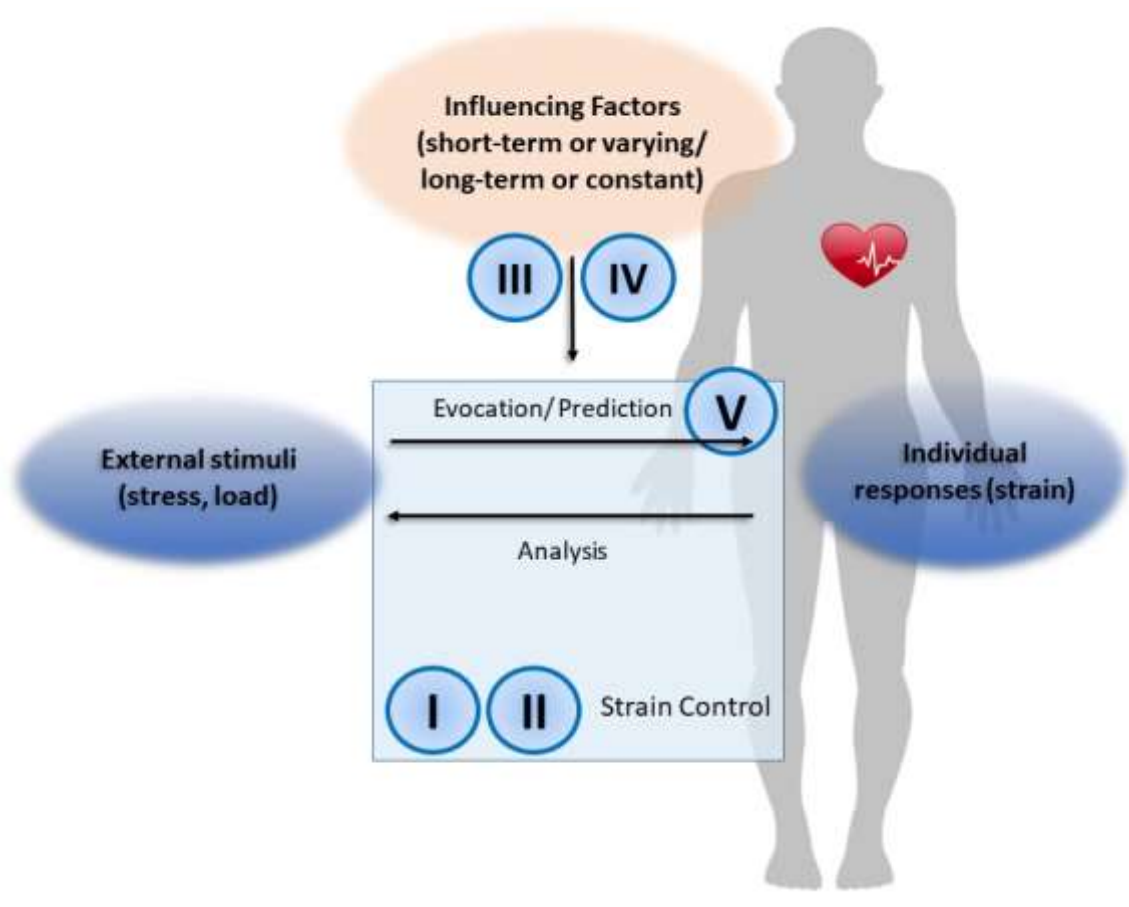 Influencing Factors
(short-term or varying/
long-term or constant)
III IV
Evocation/ Prediction V
External stimuli
(stress, load)
Individual
responses (strain)
Analysis
I II Strain Control